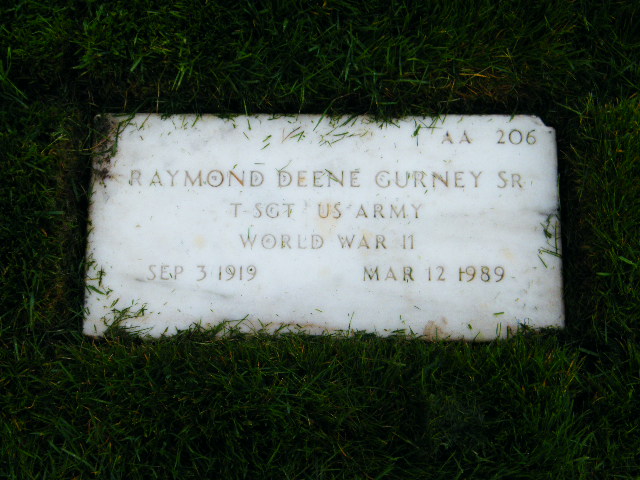 AA 206
RAYMOND DEENE GURNEY SR
T-SGT US ARMY
WORLD WAR II
SEP 3 1919 MAR 12 1989